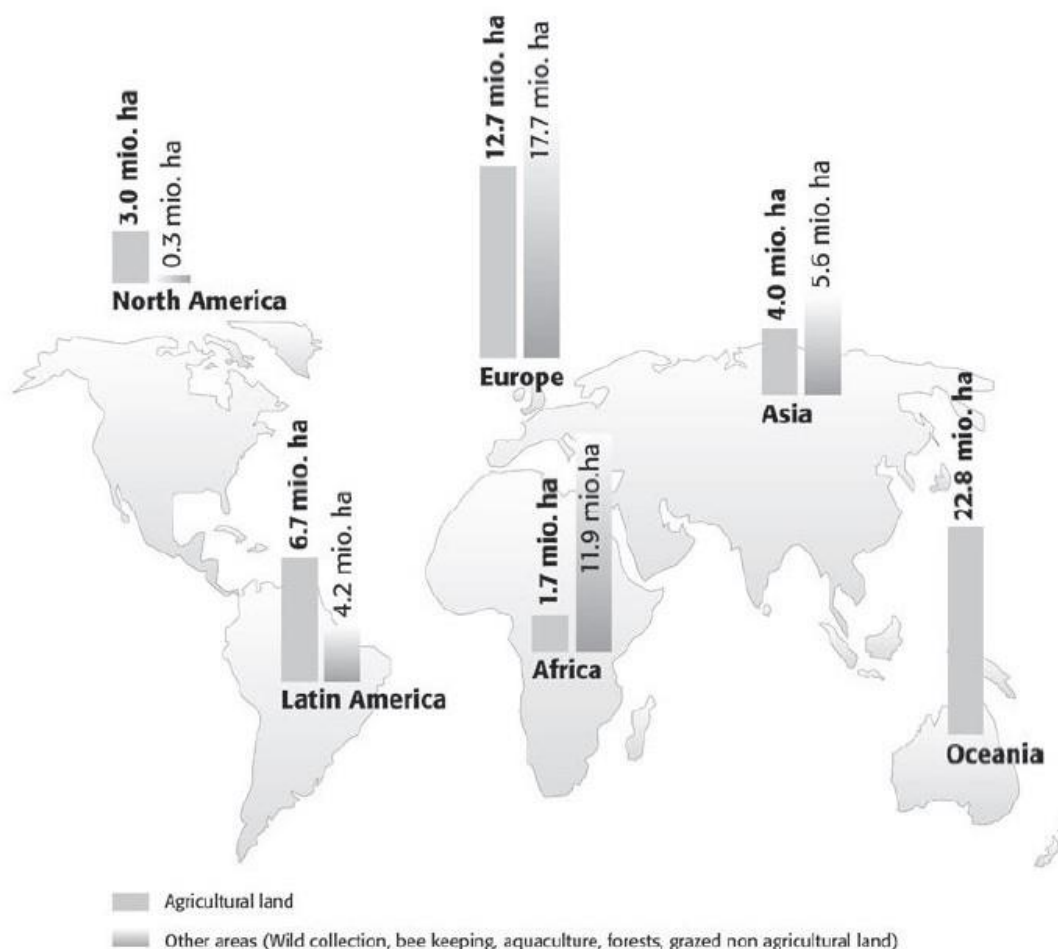 3.0 mio. ha
0.3 mio. ha
North America
12.7 mio. ha
17.7 mio. ha
Europe
4.0 mio. ha
5.6 mio. ha
Asia
6.7 mio. ha
4.2 mio. ha
Latin America
1.7 mio. ha
11.9 mio.ha
Africa
22.8 mio. ha
Oceania
Agricultural land
Other areas (Wild collection, bee keeping, aquaculture, forests, grazed non agricultural land)